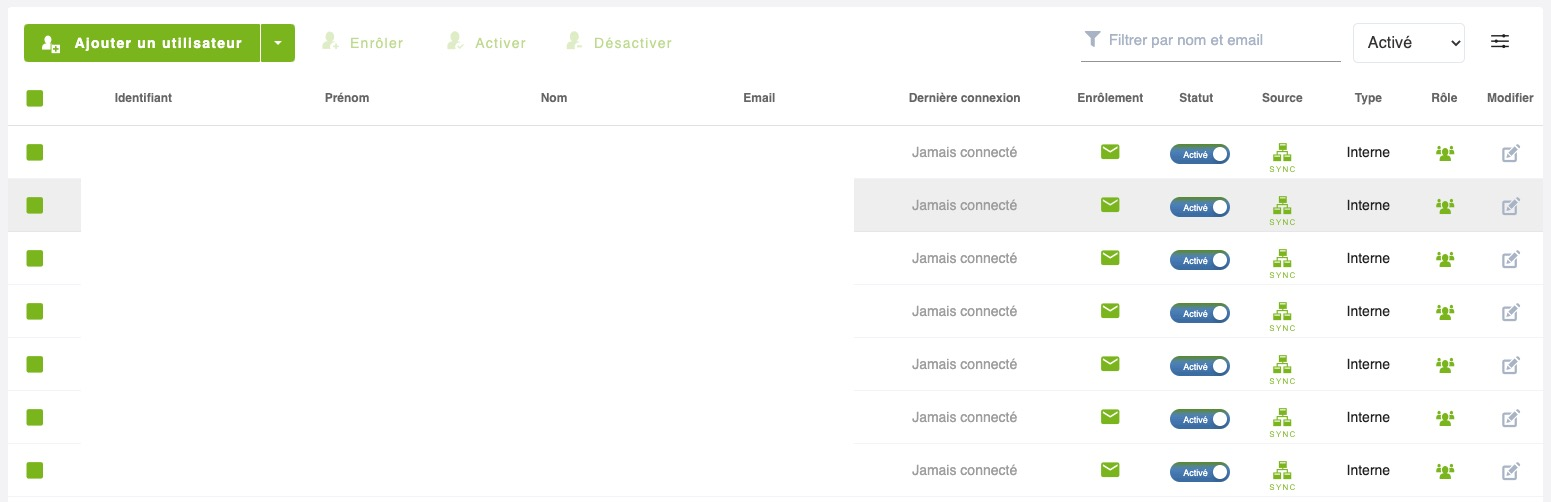 Ajouter un utilisateur Enrôler Activer Désactiver Filtrer par nom et email Activé
Identifiant Prénom Nom Email Dernière connexion Enrôlement Statut Source Type Rôle Modifier
Jamais connecté Activé SYNC Interne
Jamais connecté Activé SYNC Interne
Jamais connecté Activé SYNC Interne
Jamais connecté Activé SYNC Interne
Jamais connecté Activé SYNC Interne
Jamais connecté Activé SYNC Interne
Jamais connecté Activé SYNC Interne